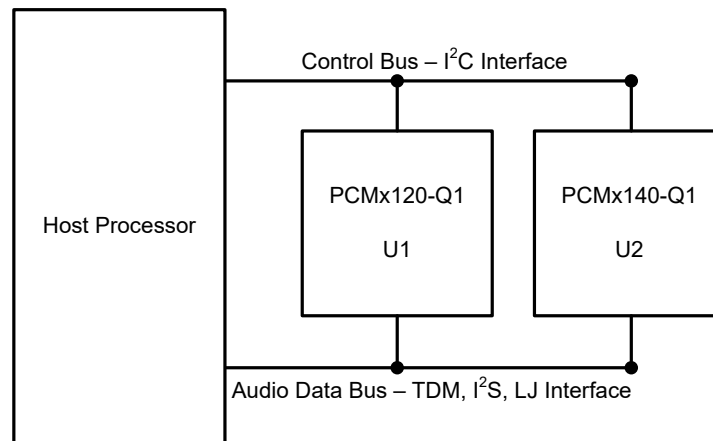 Control Bus – I²C Interface
Host Processor
PCMx120-Q1
U1
PCMx140-Q1
U2
Audio Data Bus – TDM, I²S, LJ Interface